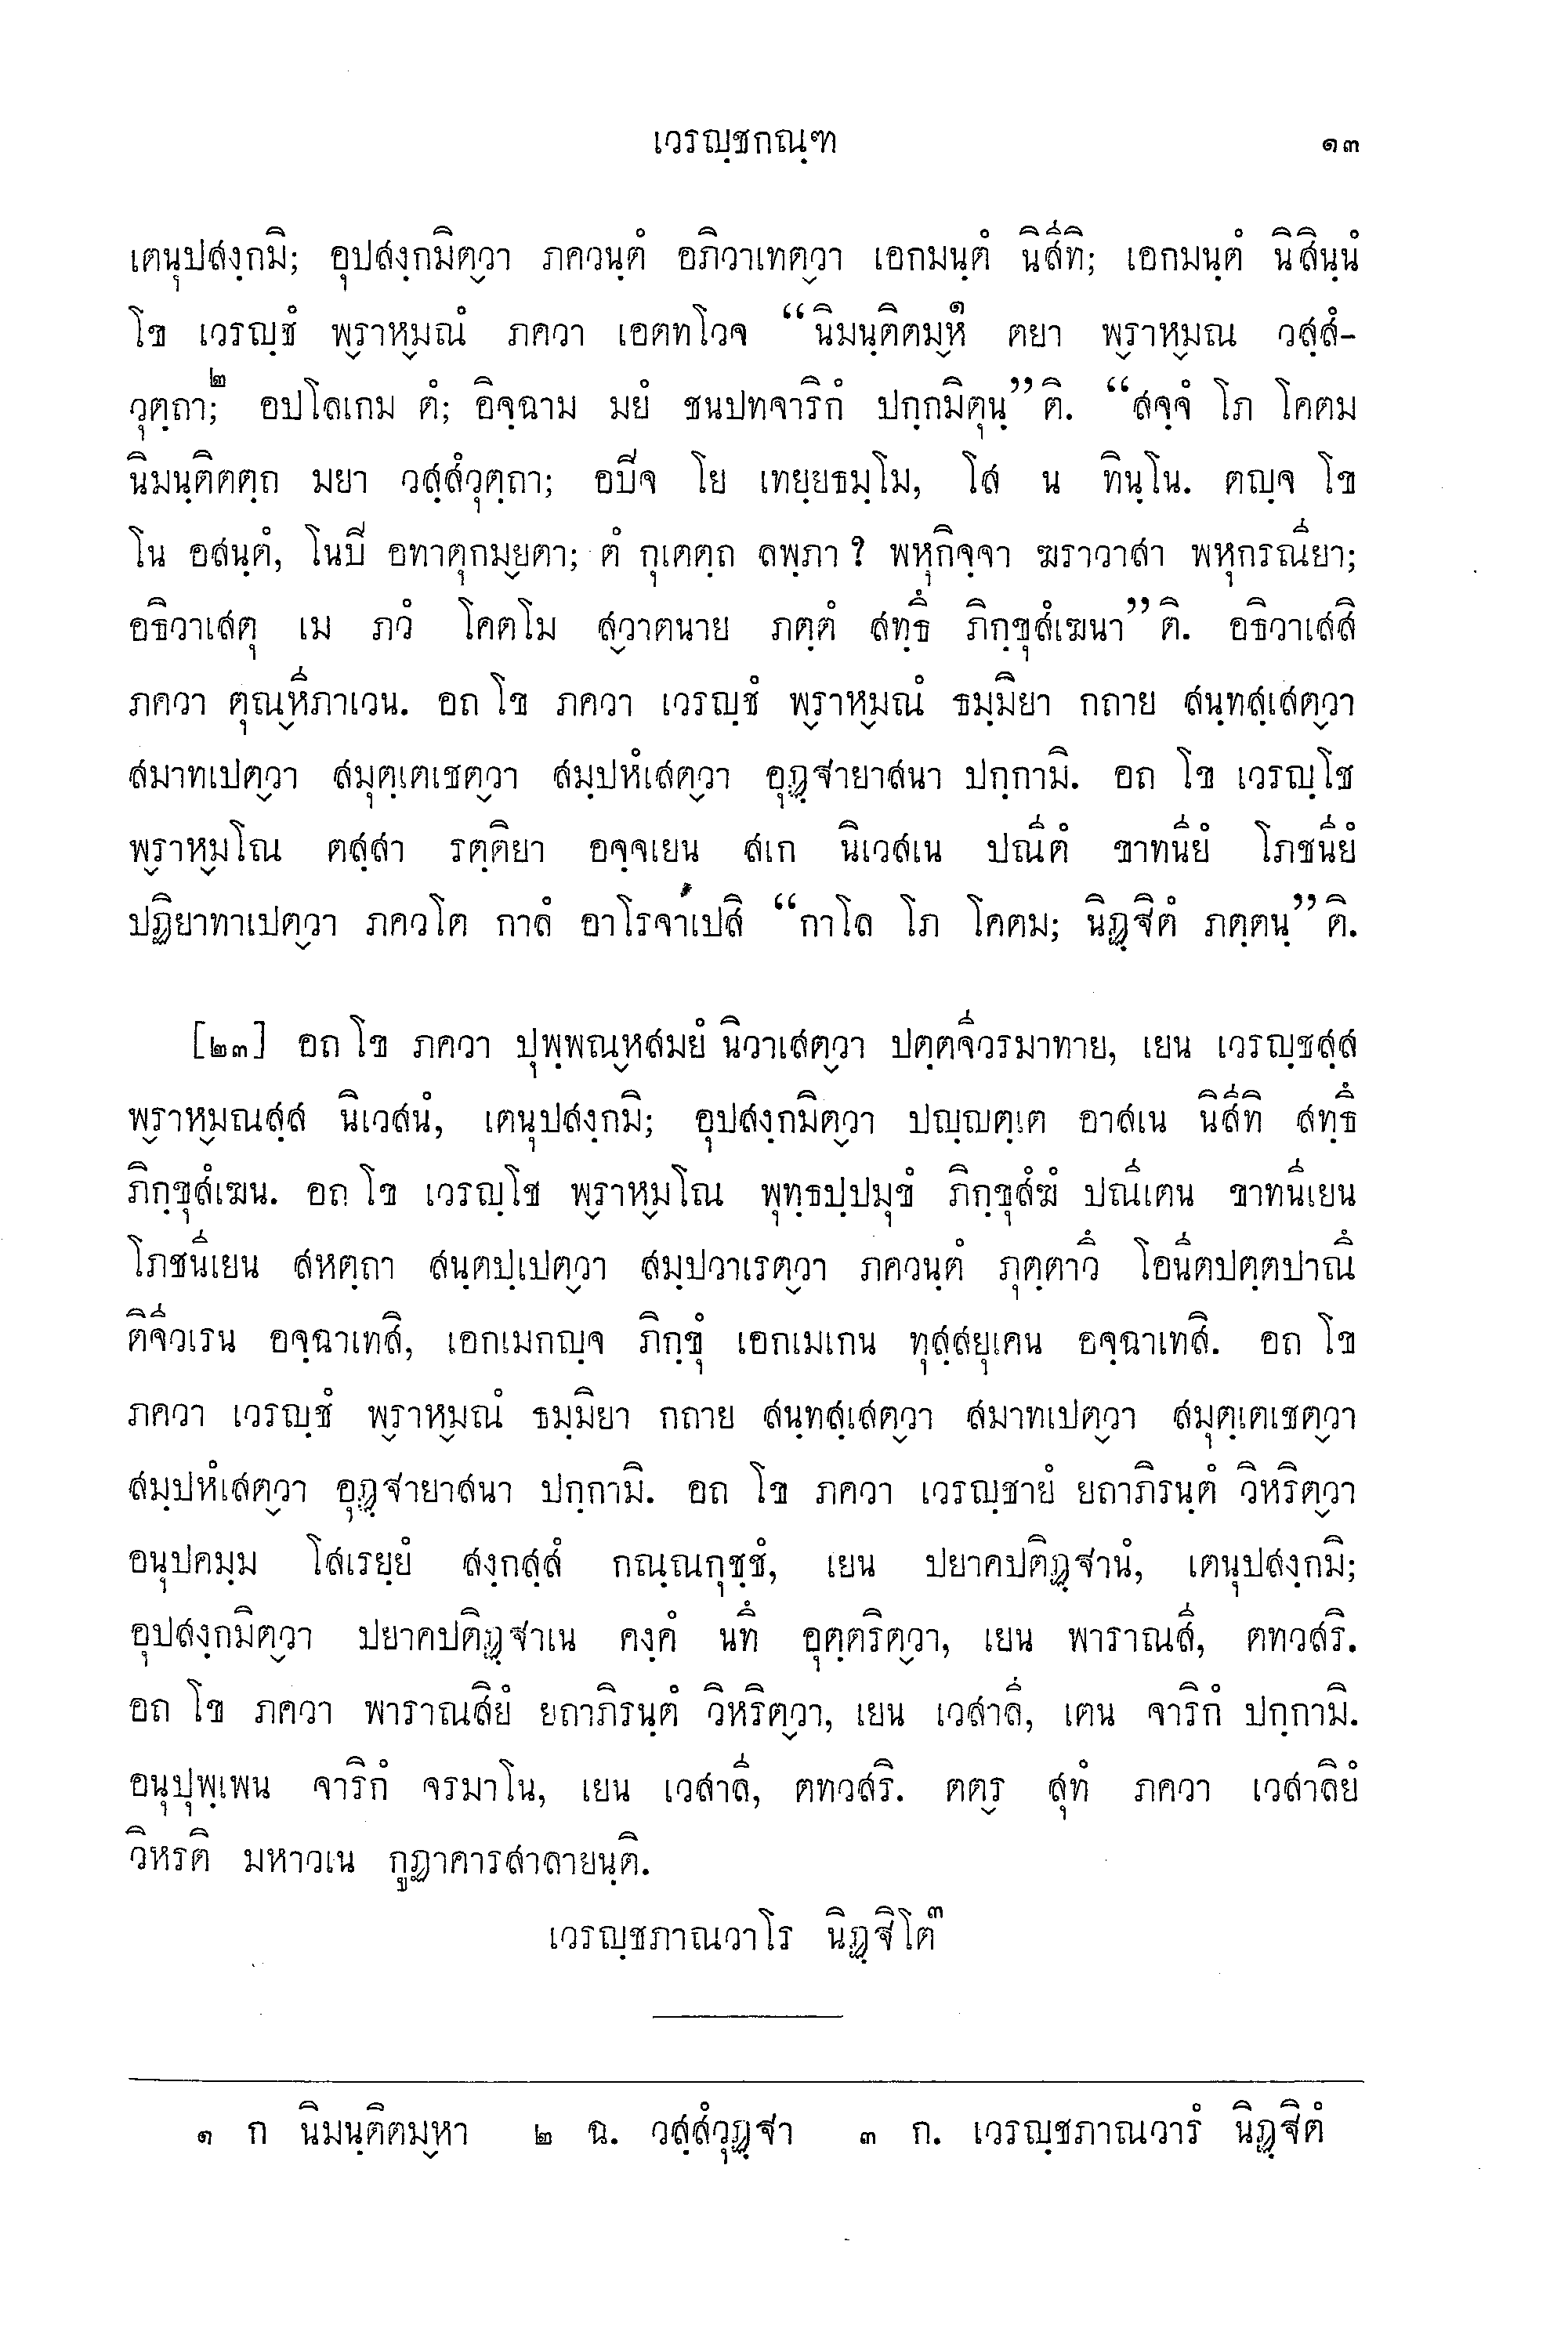 เวรญฺชกณฺฑ ๑๓
เตนุปสงฺกมิ; อุปสงฺกมิตฺวา ภควนฺตํ อภิวาเทตฺวา เอกมนฺตํ นิสีทิ; เอกมนฺตํ นิสินฺนํ
โข เวรญฺชํ พฺราหฺมณํ ภควา เอตทโวจ “นิมนฺติตมฺห๑ี ตยา พฺราหฺมณ วสฺสํ-
วุตฺถา;๒ อปโลเกม ตํ; อิจฺฉาม มยํ ชนปทจาริกํ ปกฺกมิตุนฺ”ติ. “สจฺจํ โภ โคตม
นิมนฺติตตฺถ มยา วสฺสํวุตฺถา; อปิจ โย เทยฺยธมฺโม, โส น ทินฺโน. ตญฺจ โข
โน อสนฺตํ, โนปิ อทาตุกมฺยตา; ตํ กุเตตฺถ ลพฺภา ? พหุกิจฺจา ฆราวาสา พหุกรณียา;
อธิวาเสตุ เม ภวํ โคตโม สฺวาตนาย ภตฺตํ สทฺธึ ภิกฺขุสํเฆนา”ติ. อธิวาเสสิ
ภควา ตุณฺหีภาเวน. อถ โข ภควา เวรญฺชํ พฺราหฺมณํ ธมฺมิยา กถาย สนฺทสฺเสตฺวา
สมาทเปตฺวา สมุตฺเตเชตฺวา สมฺปหํเสตฺวา อุฏฺฐายาสนา ปกฺกามิ. อถ โข เวรญฺโช
พฺราหฺมโณ ตสฺสา รตฺติยา อจฺจเยน สเก นิเวสเน ปณีตํ ขาทนียํ โภชนียํ
ปฏิยาทาเปตฺวา ภควโต กาลํ อาโรจาเปสิ “กาโล โภ โคตม; นิฏฺฐิตํ ภตฺตนฺ”ติ.
[๒๓] อถ โข ภควา ปุพฺพณฺหสมยํ นิวาเสตฺวา ปตฺตจีวรมาทาย, เยน เวรญฺชสฺส
พฺราหฺมณสฺส นิเวสนํ, เตนุปสงฺกมิ; อุปสงฺกมิตฺวา ปญฺญตฺเต อาสเน นิสีทิ สทฺธึ
ภิกฺขุสํเฆน. อถ โข เวรญฺโช พฺราหฺมโณ พุทฺธปฺปมุขํ ภิกฺขุสํฆํ ปณีเตน ขาทนีเยน
โภชนีเยน สหตฺถา สนฺตปฺเปตฺวา สมฺปวาเรตฺวา ภควนฺตํ ภุตฺตาวึ โอนีตปตฺตปาณึ
ติจีวเรน อจฺฉาเทสิ, เอกเมกญฺจ ภิกฺขุํ เอกเมเกน ทุสฺสยุเคน อจฺฉาเทสิ. อถ โข
ภควา เวรญฺชํ พฺราหฺมณํ ธมฺมิยา กถาย สนฺทสฺเสตฺวา สมาทเปตฺวา สมุตฺเตเชตฺวา
สมฺปหํเสตฺวา อุฏฺฐายาสนา ปกฺกามิ. อถ โข ภควา เวรญฺชายํ ยถาภิรนฺตํ วิหริตฺวา
อนุปคมฺม โสเรยฺยํ สงฺกสฺสํ กณฺณกุชฺชํ, เยน ปยาคปติฏฺฐานํ, เตนุปสงฺกมิ;
อุปสงฺกมิตฺวา ปยาคปติฏฺฐาเน คงฺคํ นทึ อุตฺตริตฺวา, เยน พาราณสี, ตทวสริ.
อถ โข ภควา พาราณสิยํ ยถาภิรนฺตํ วิหริตฺวา, เยน เวสาลี, เตน จาริกํ ปกฺกามิ.
อนุปุพฺเพน จาริกํ จรมาโน, เยน เวสาลี, ตทวสริ. ตตฺร สุทํ ภควา เวสาลิยํ
วิหรติ มหาวเน กูฏาคารสาลายนฺติ.
เวรญฺชภาณวาโร นิฏฺฐิโต๓
๑ ก นิมนฺติตมฺหา ๒ ฉ. วสฺสํวุฏฺฐา ๓ ก. เวรญฺชภาณวารํ นิฏฺฐิตํ